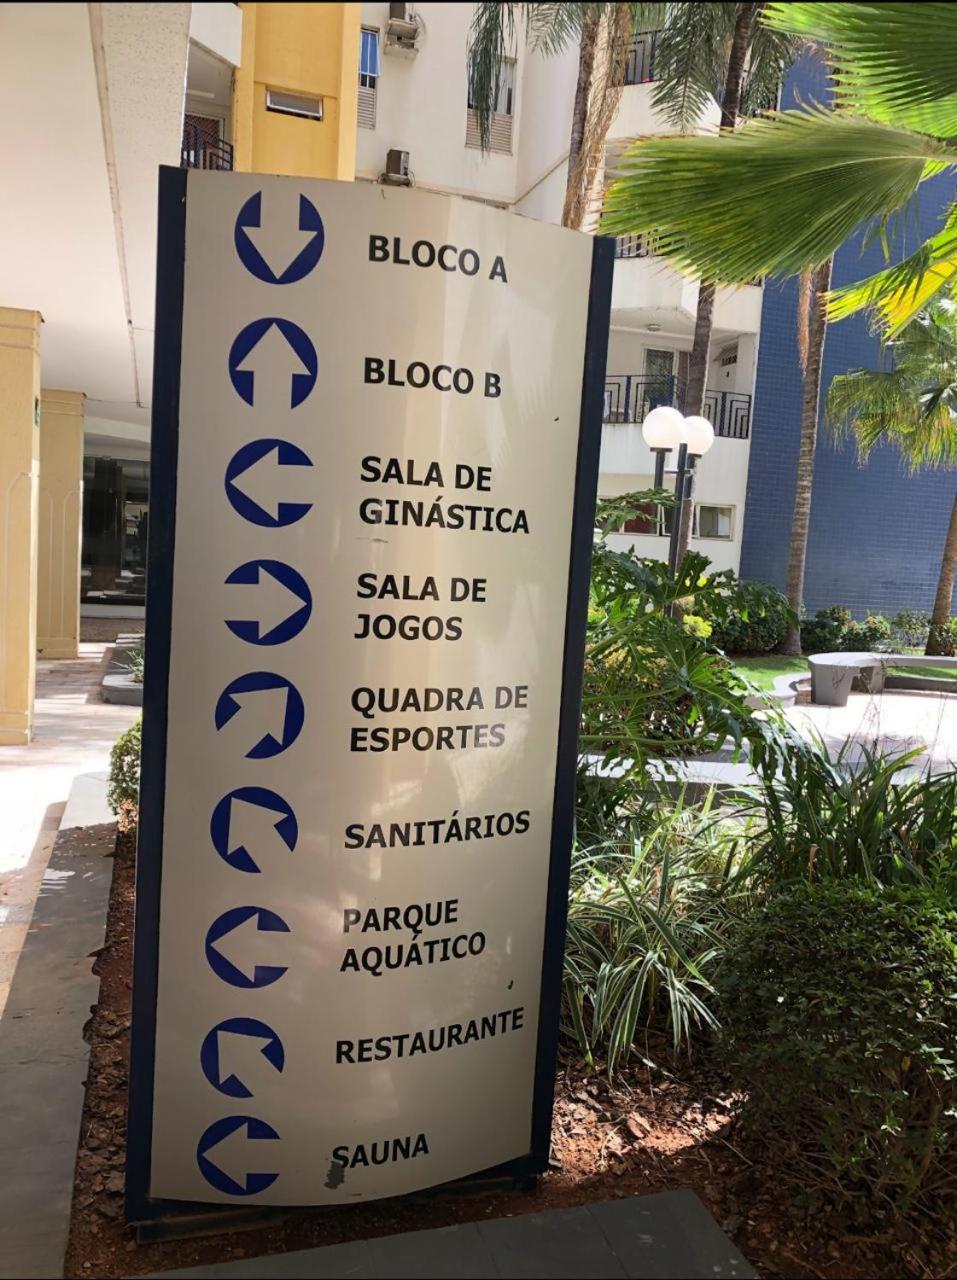 BLOCO A
BLOCO B
SALA DE
GINÁSTICA
SALA DE
JOGOS
QUADRA DE
ESPORTES
SANITÁRIOS
PARQUE
AQUÁTICO
RESTAURANTE
SAUNA